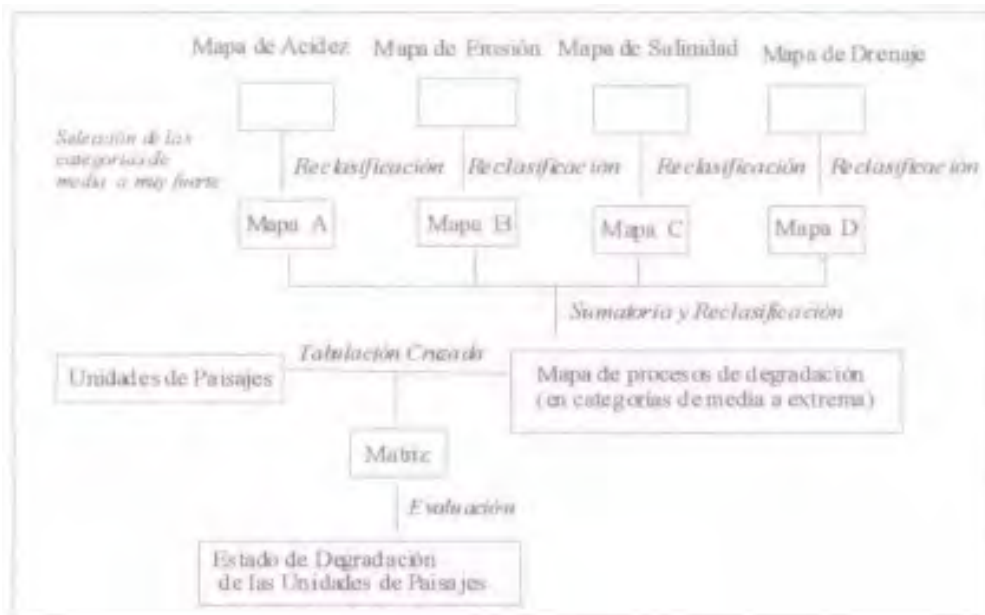 Mapa de Acidez
Mapa de Erosión
Mapa de Salinidad
Mapa de Drenaje
Selección de las
categorías de
media a muy fuerte
Reclasificación
Reclasificación
Reclasificación
Reclasificación
Mapa A
Mapa B
Mapa C
Mapa D
Sumatoria y Reclasificación
Tabulación Cruzada
Unidades de Paisajes
Mapa de procesos de degradación
(en categorías de media a extrema)
Matriz
Evaluación
Estado de Degradación
de las Unidades de Paisajes